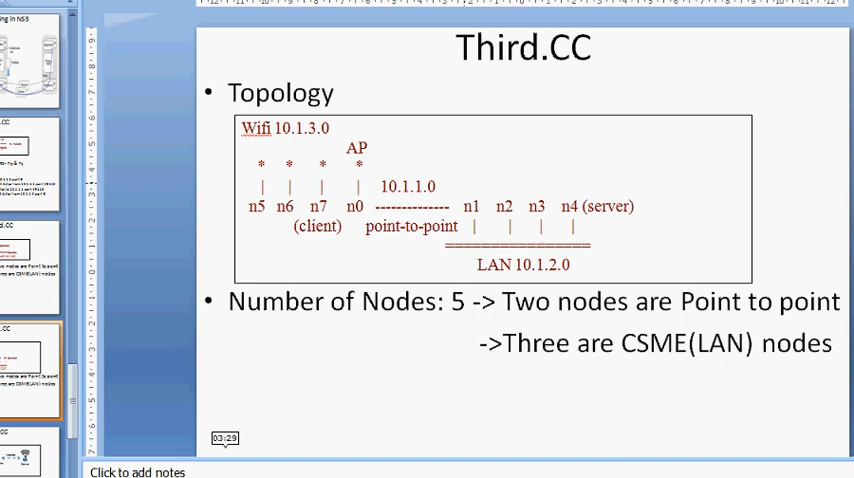 Third.CC
• Topology
Wifi 10.1.3.0
AP
* * * *
| | | | 10.1.1.0
n5 n6 n7 n0 -------------- n1 n2 n3 n4 (server)
(client) point-to-point | | | |
================
LAN 10.1.2.0
• Number of Nodes: 5 -> Two nodes are Point to point
->Three are CSME(LAN) nodes
03:29
Click to add notes